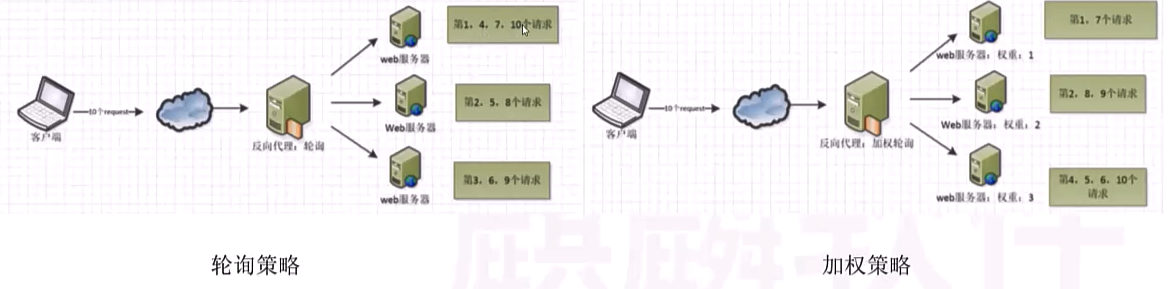 第1、4、7、10个请求
web服务器
10个request
客户端
反向代理：轮询
第2、5、8个请求
Web服务器
第3、6、9个请求
web服务器
轮询策略
第1、7个请求
web服务器：权重：1
10个request
客户端
反向代理：加权轮询
第2、8、9个请求
Web服务器：权重：2
第4、5、6、10个
请求
web服务器：权重：3
加权策略